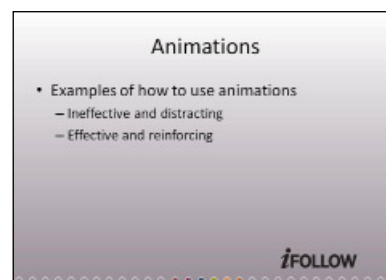 Animations
• Examples of how to use animations
– Ineffective and distracting
– Effective and reinforcing
iFOLLOW